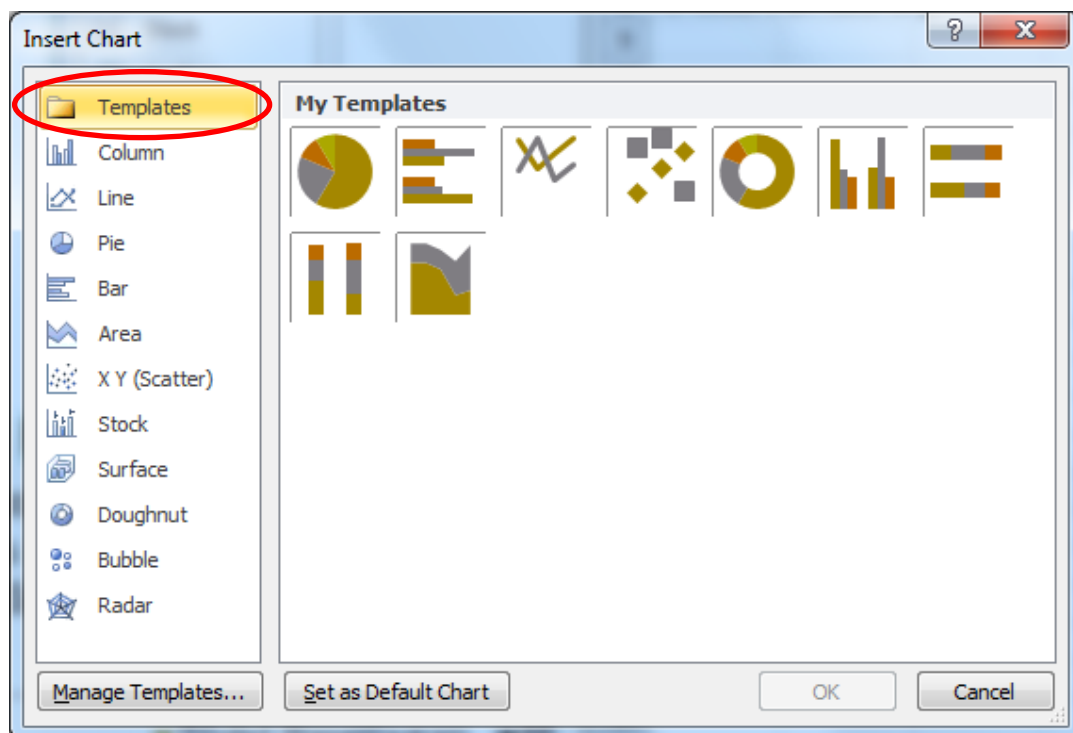 Insert Chart
Templates
Column
Line
Pie
Bar
Area
X Y (Scatter)
Stock
Surface
Doughnut
Bubble
Radar
My Templates
Manage Templates...
Set as Default Chart
OK
Cancel